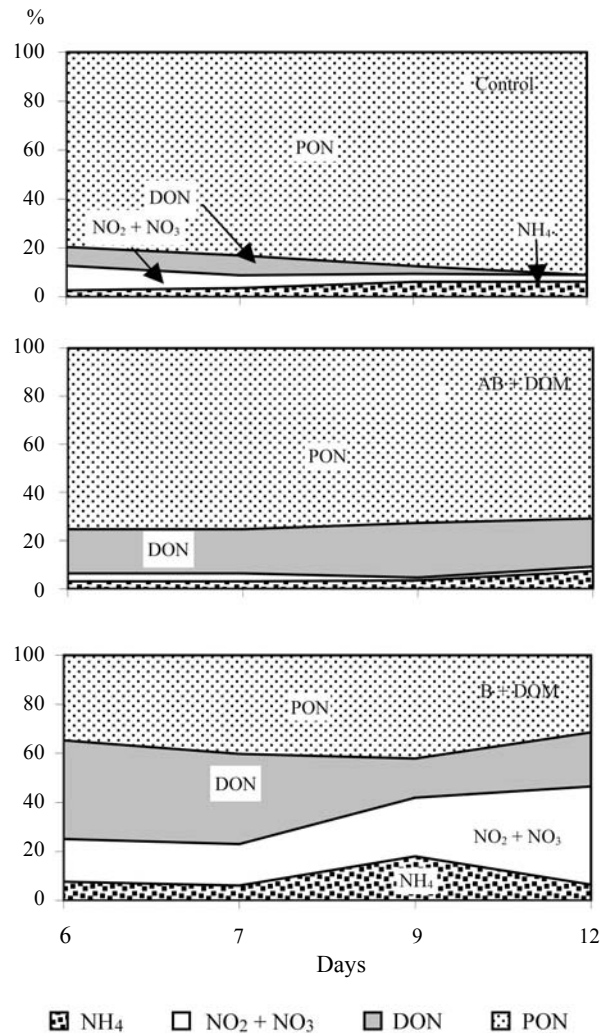 %
100
Control
80
PON
60
40
DON
NO₂ + NO₃
NH₄
20
0
100
AB + DOM
80
PON
60
40
DON
20
0
100
B + DOM
80
PON
60
DON
40
NO₂ + NO₃
20
NH₄
0
6 7 9 12
Days
NH₄ NO₂ + NO₃ DON PON